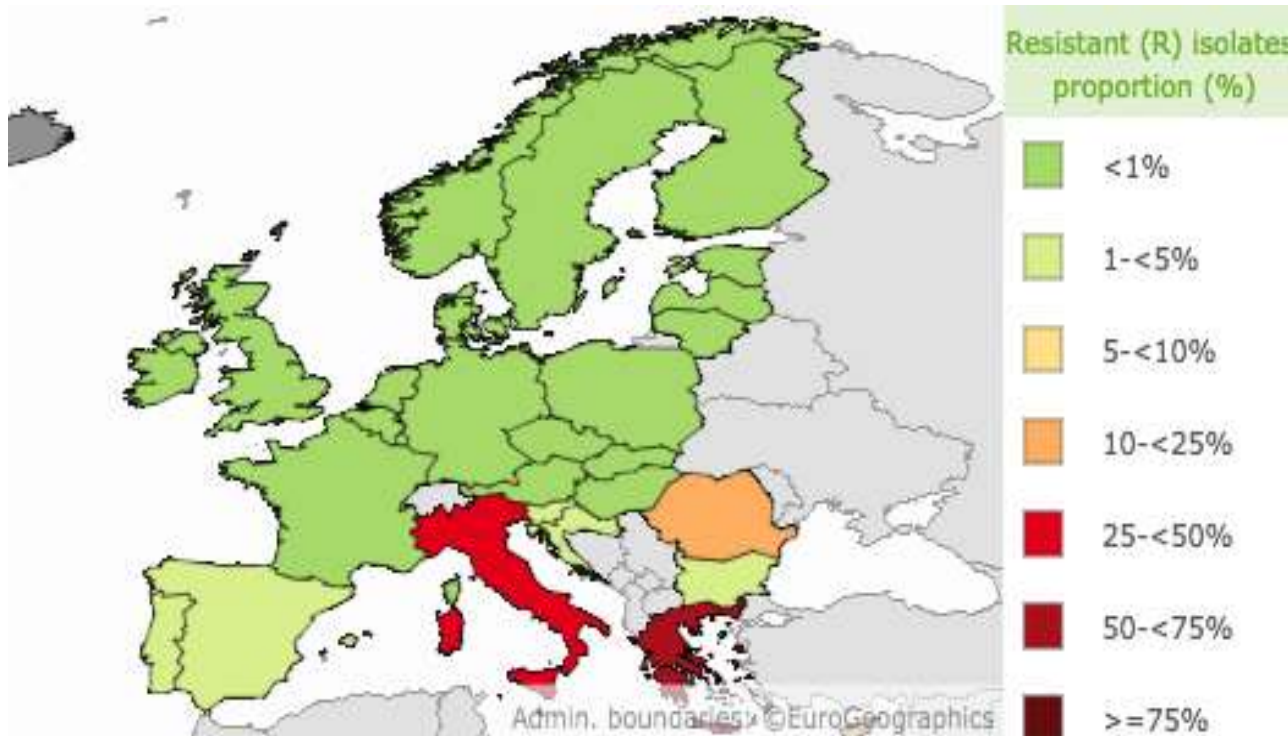 Resistant (R) isolates
proportion (%)
<1%
1-<5%
5-<10%
10-<25%
25-<50%
50-<75%
>=75%
Admin. boundaries: ©EuroGeographics